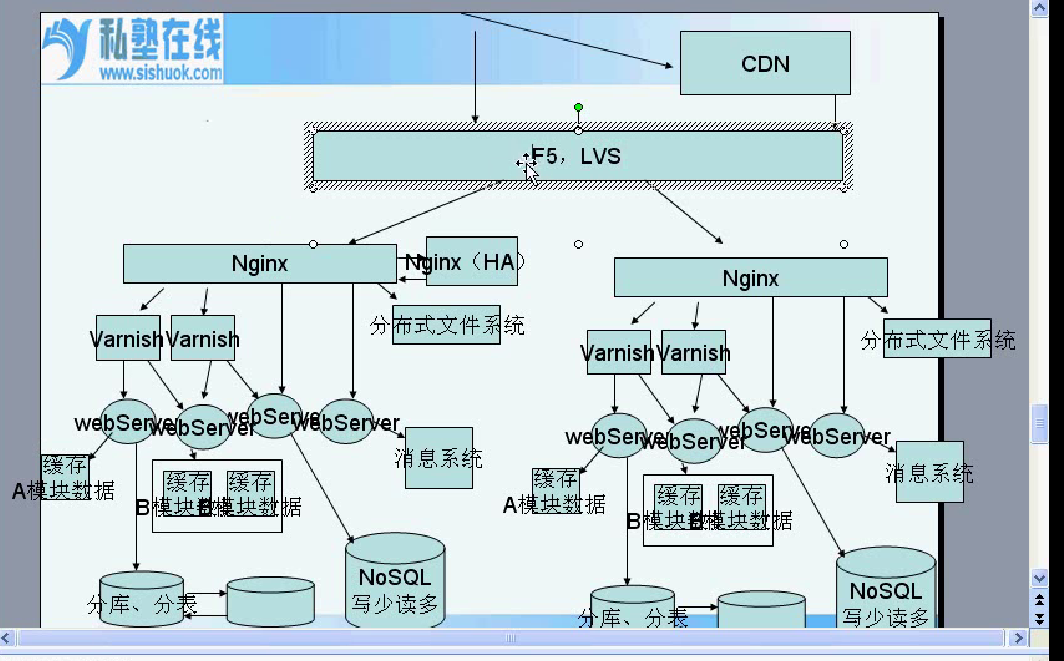 私塾在线
www.sishuok.com
CDN
F5，LVS
Nginx
Nginx（HA）
Nginx
分布式文件系统
分布式文件系统
Varnish
Varnish
Varnish
Varnish
webServer
webServer
webServer
webServer
webServer
webServer
webServer
webServer
消息系统
消息系统
缓存
A模块数据
缓存
B模块数据
缓存
B模块数据
缓存
A模块数据
缓存
B模块数据
缓存
B模块数据
分库、分表
NoSQL
写少读多
分库、分表
NoSQL
写少读多